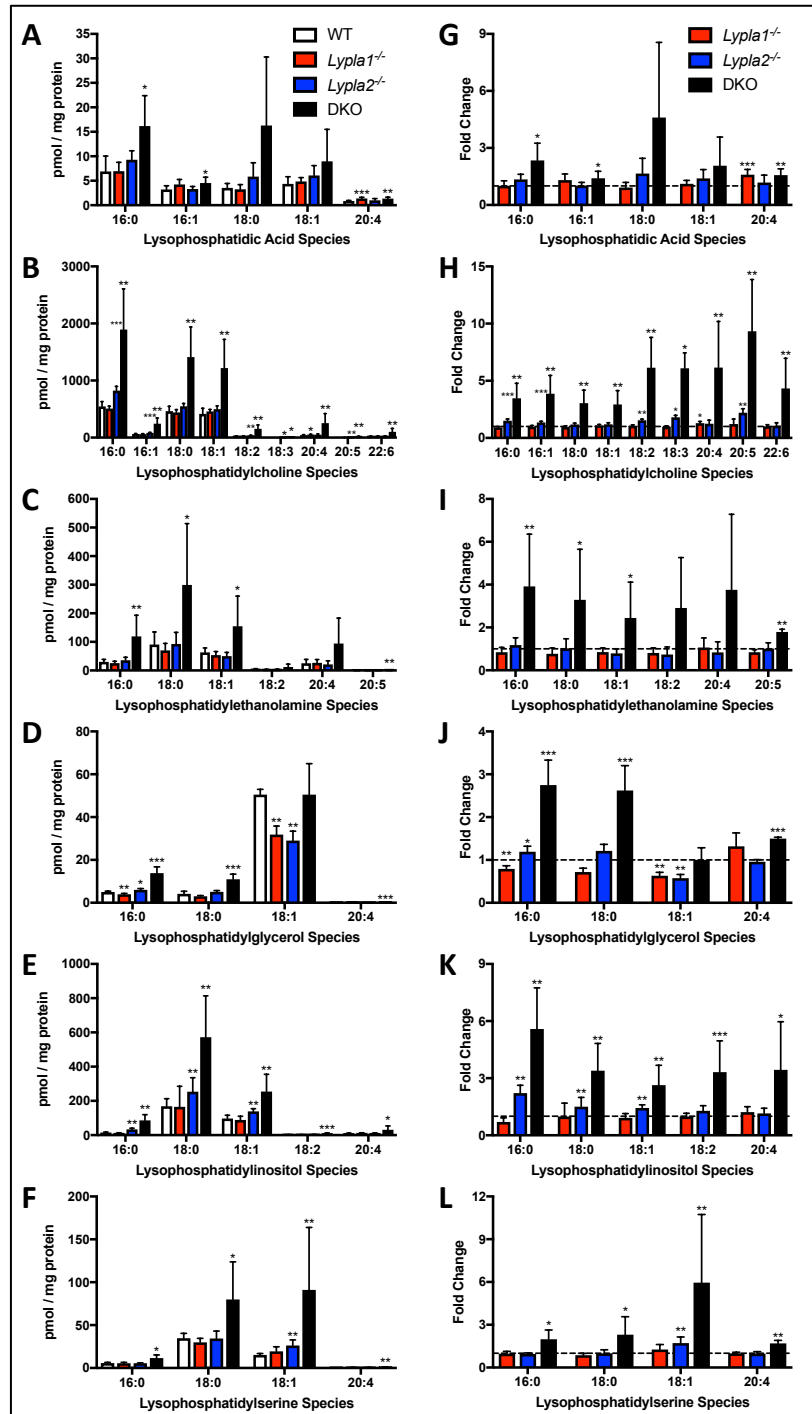 A
WT
Lypla1-/-
Lypla2-/-
DKO
pmol / mg protein
35
30
25
20
15
10
5
0
*
*
***
**
16:0 16:1 18:0 18:1 20:4
Lysophosphatidic Acid Species
G
Lypla1-/-
Lypla2-/-
DKO
Fold Change
9
6
3
0
*
*
***
**
16:0 16:1 18:0 18:1 20:4
Lysophosphatidic Acid Species
B
pmol / mg protein
3000
2000
1000
0
***
**
***
**
**
**
**
**
*
*
*
**
**
**
**
16:0 16:1 18:0 18:1 18:2 18:3 20:4 20:5 22:6
Lysophosphatidylcholine Species
H
Fold Change
15
10
5
0
***
**
***
**
**
**
**
**
*
*
*
**
**
**
**
16:0 16:1 18:0 18:1 18:2 18:3 20:4 20:5 22:6
Lysophosphatidylcholine Species
C
pmol / mg protein
600
500
400
300
200
100
0
**
*
*
**
16:0 18:0 18:1 18:2 20:4 20:5
Lysophosphatidylethanolamine Species
I
Fold Change
8
6
4
2
0
**
*
*
**
16:0 18:0 18:1 18:2 20:4 20:5
Lysophosphatidylethanolamine Species
D
pmol / mg protein
80
60
40
20
0
**
*
***
***
**
**
***
16:0 18:0 18:1 20:4
Lysophosphatidylglycerol Species
J
Fold Change
4
3
2
1
0
**
*
***
***
**
**
***
16:0 18:0 18:1 20:4
Lysophosphatidylglycerol Species
E
pmol / mg protein
1000
800
600
400
200
0
**
**
**
**
**
**
***
*
16:0 18:0 18:1 18:2 20:4
Lysophosphatidylinositol Species
K
Fold Change
9
6
3
0
**
**
**
**
**
**
***
*
16:0 18:0 18:1 18:2 20:4
Lysophosphatidylinositol Species
F
pmol / mg protein
200
150
100
50
0
*
*
**
**
**
16:0 18:0 18:1 20:4
Lysophosphatidylserine Species
L
Fold Change
12
9
6
3
0
*
*
**
**
**
16:0 18:0 18:1 20:4
Lysophosphatidylserine Species